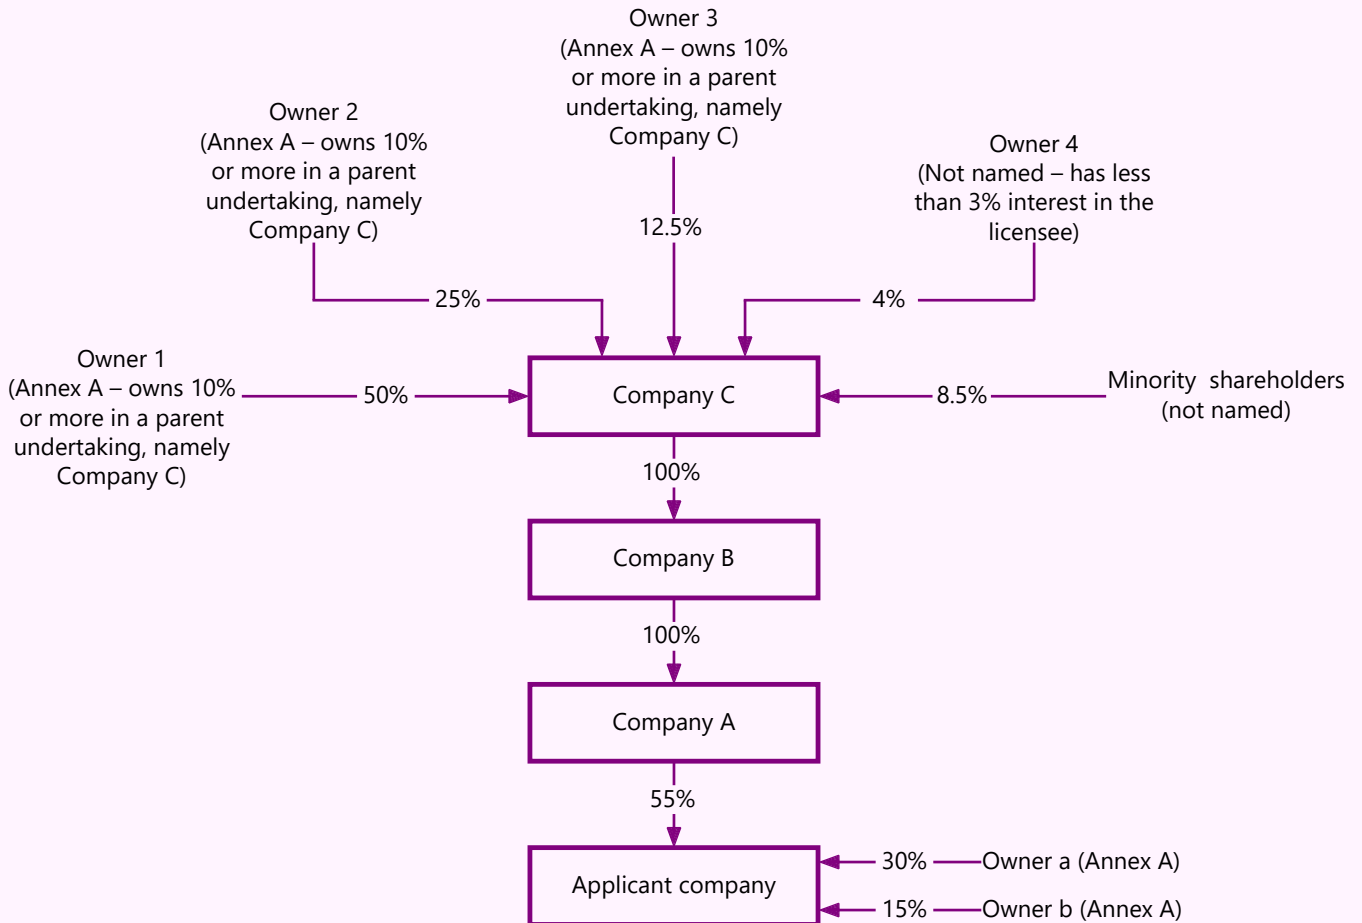 Owner 3
(Annex A – owns 10%
or more in a parent
undertaking, namely
Company C)
Owner 2
(Annex A – owns 10%
or more in a parent
undertaking, namely
Company C)
Owner 4
(Not named – has less
than 3% interest in the
licensee)
12.5%
25%
4%
Owner 1
(Annex A – owns 10%
or more in a parent
undertaking, namely
Company C)
50%
Company C
8.5%
Minority shareholders
(not named)
100%
Company B
100%
Company A
55%
Applicant company
30%
Owner a (Annex A)
15%
Owner b (Annex A)